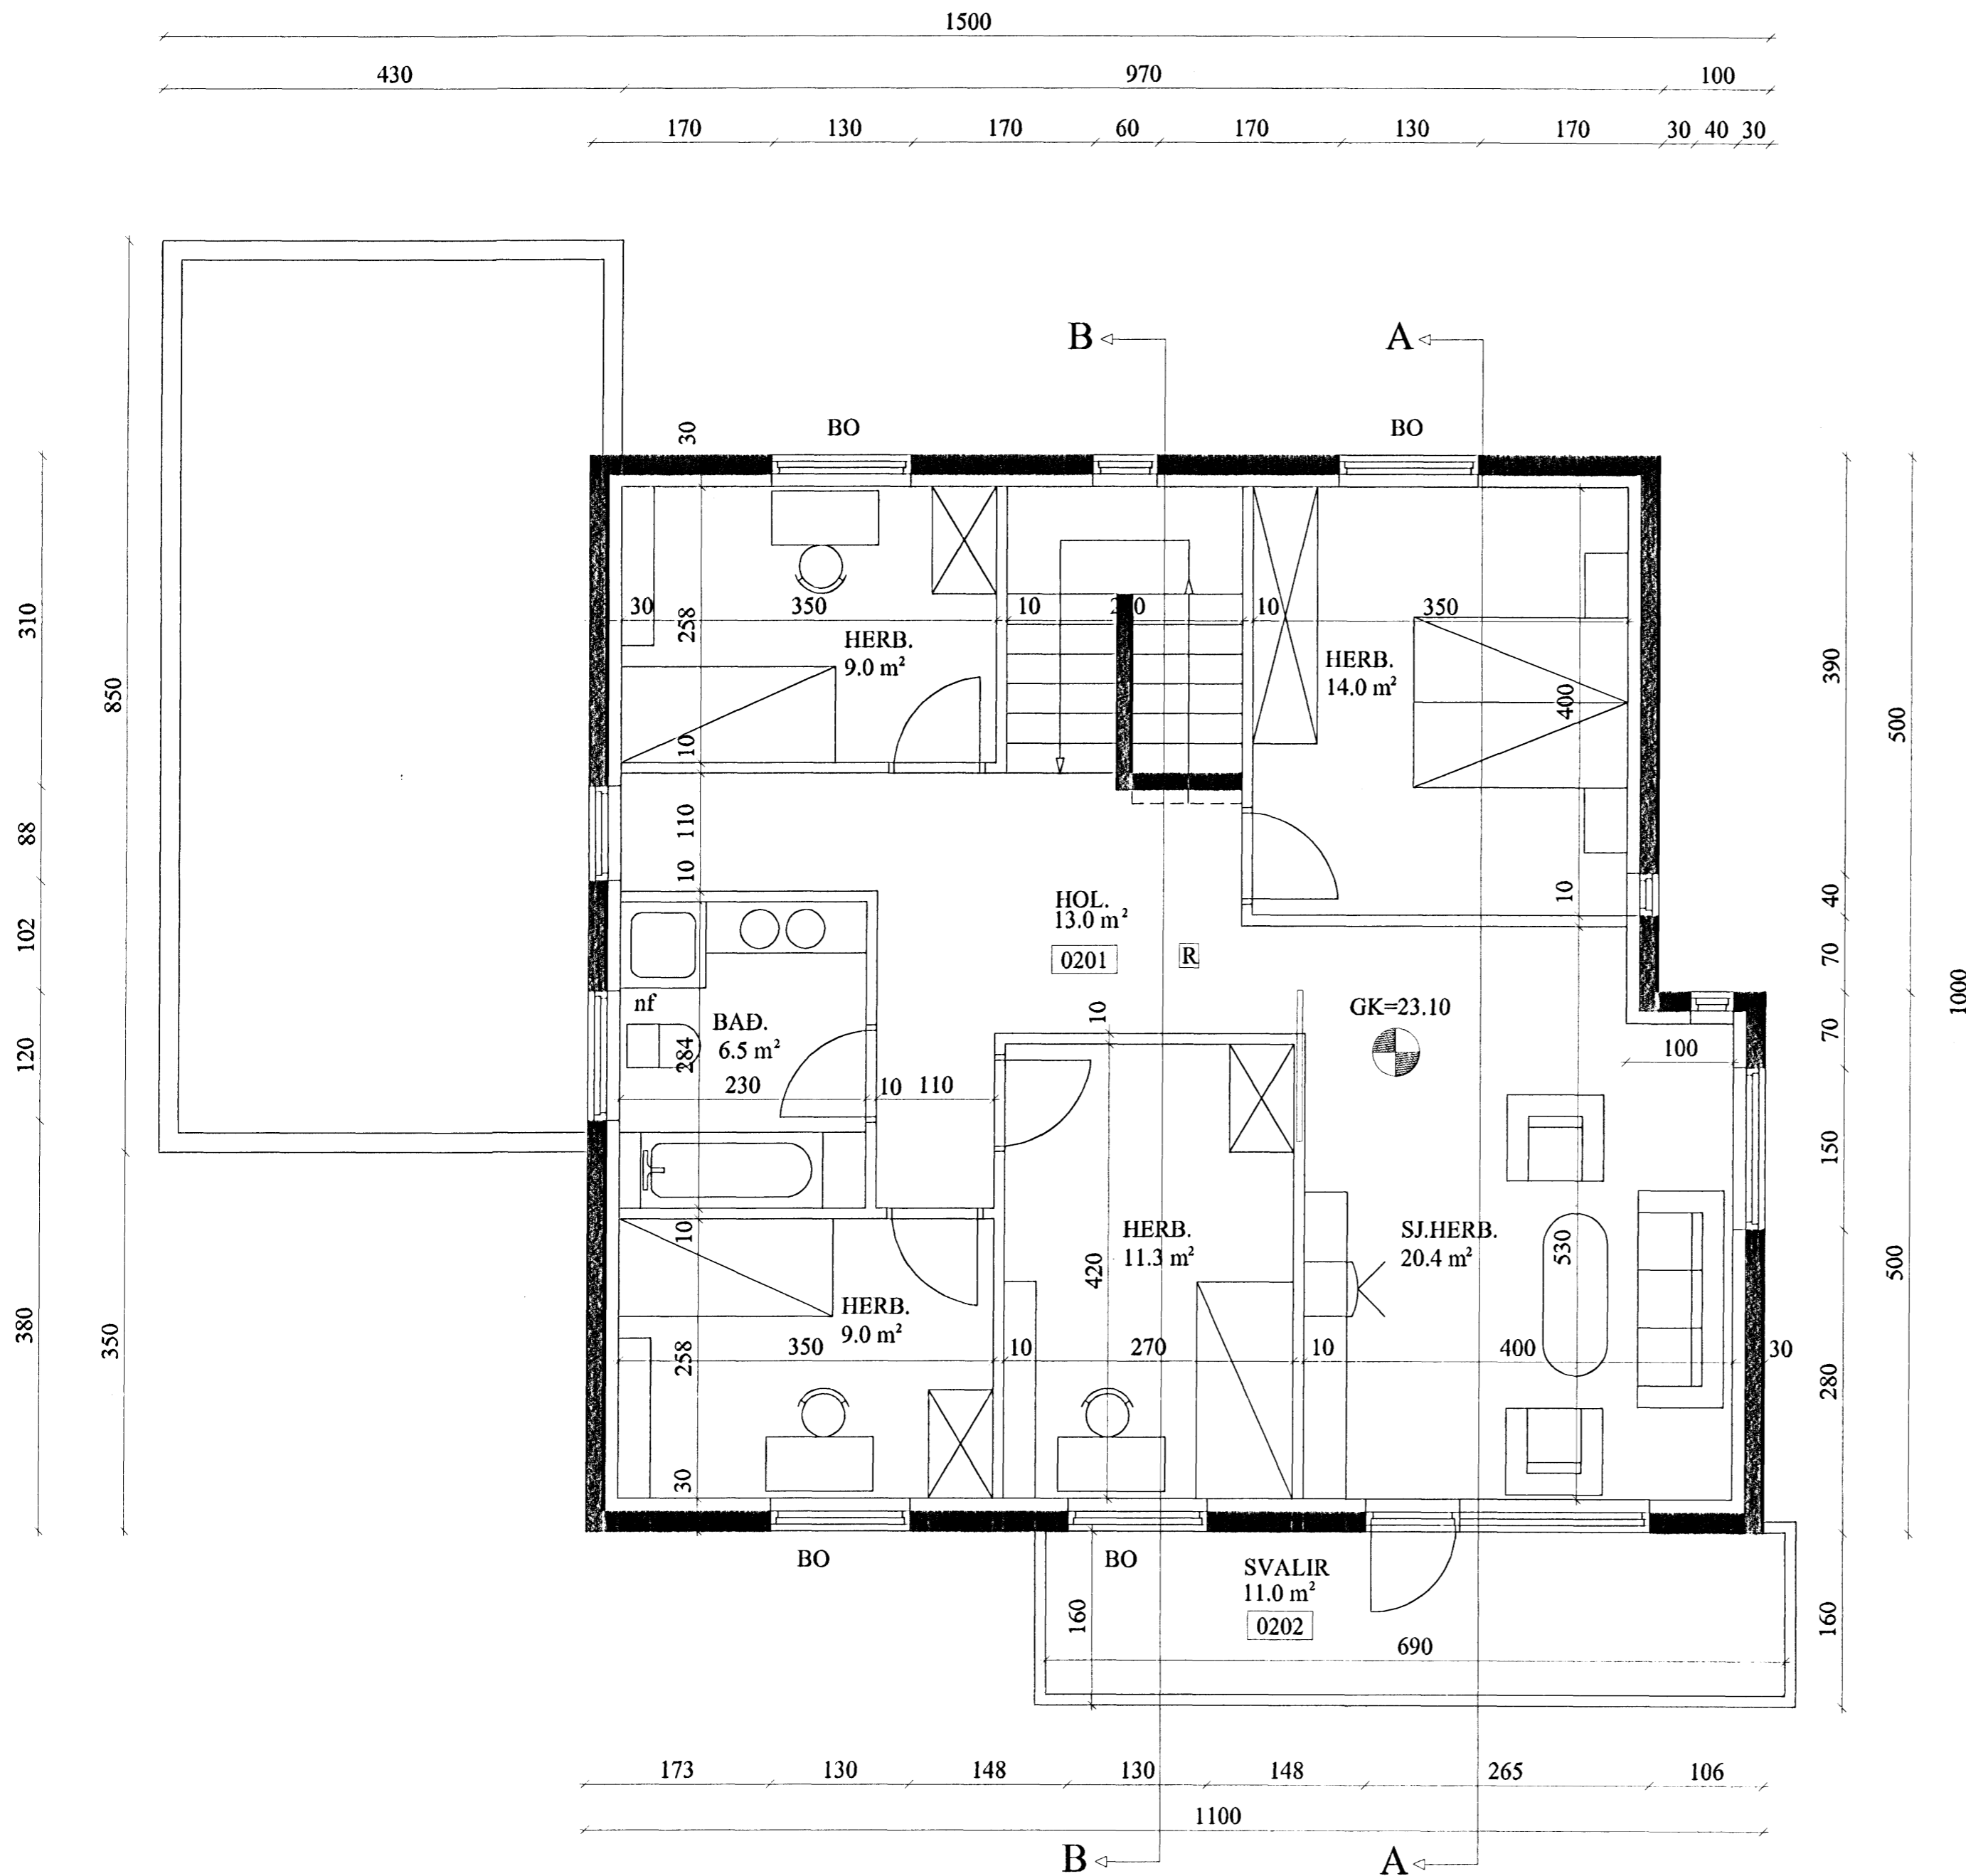 1500
430 970 100
170 130 170 60 170 130 170 30 40 30
B A
30 BO BO
310 850 88 102 120 380 350
30 350 10 10 350
258
HERB.
9.0 m²
HERB.
14.0 m²
400
10
110
10
10
HOL.
13.0 m²
0201 R
nf
BAÐ.
6.5 m²
284
230 10 110
10
GK=23.10
100
390 40 70 70 150 280 160
500 500
1000
10
HERB.
9.0 m²
350
258
30
HERB.
11.3 m²
420
10 270 10
SJ.HERB.
20.4 m²
530
400 30
BO BO
SVALIR
11.0 m²
0202
160
690
173 130 148 130 148 265 106
1100
B A